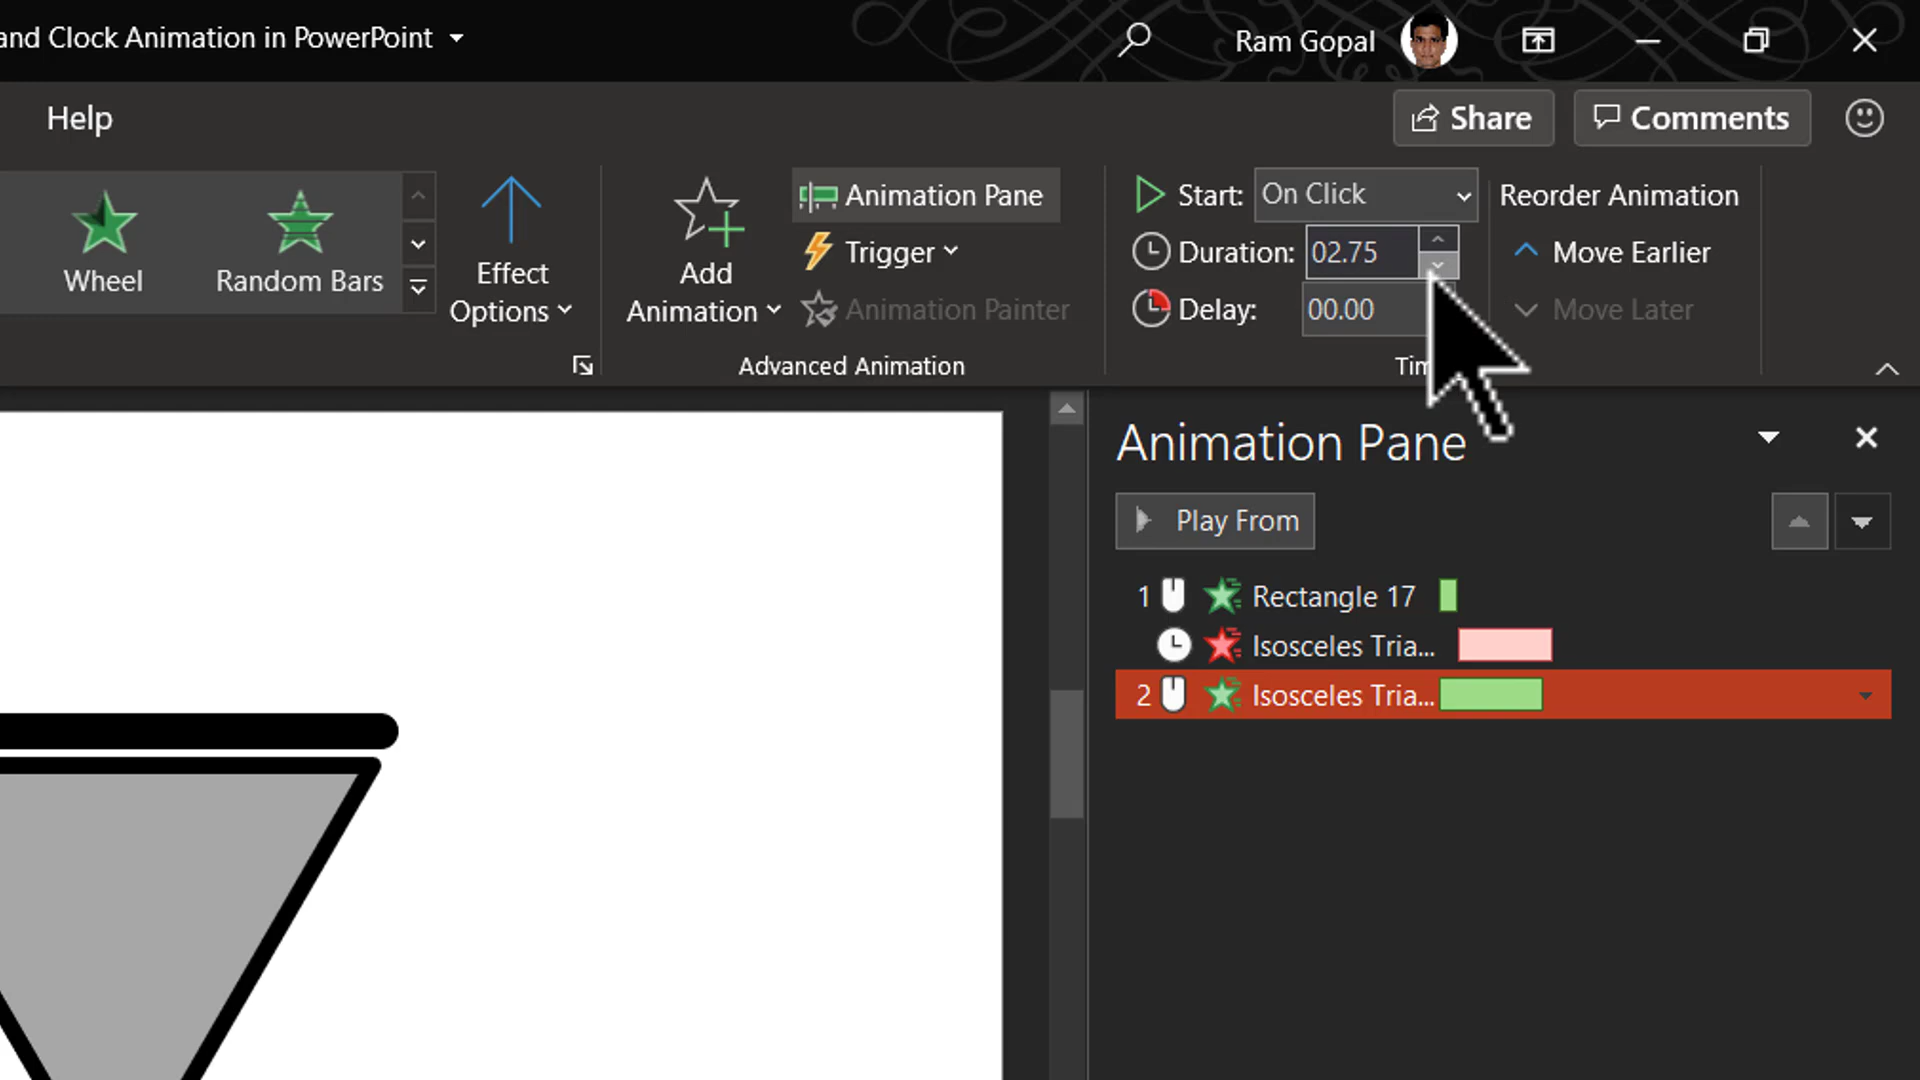 and Clock Animation in PowerPoint
Ram Gopal
Help
Share
Comments
Wheel
Random Bars
Effect
Options
Add
Animation
Animation Pane
Trigger
Animation Painter
Advanced Animation
Start: On Click
Duration: 02.75
Delay: 00.00
Reorder Animation
Move Earlier
Move Later
Animation Pane
Play From
1 Rectangle 17
Isosceles Tria...
2 Isosceles Tria...